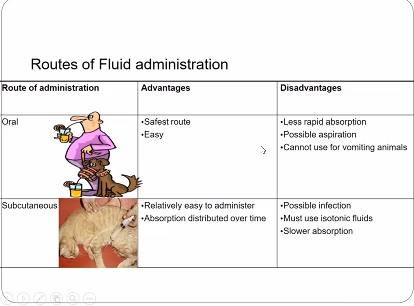 Routes of Fluid administration
Route of administration
Advantages
Disadvantages
Oral
•Safest route
•Easy
•Less rapid absorption
•Possible aspiration
•Cannot use for vomiting animals
Subcutaneous
•Relatively easy to administer
•Absorption distributed over time
•Possible infection
•Must use isotonic fluids
•Slower absorption